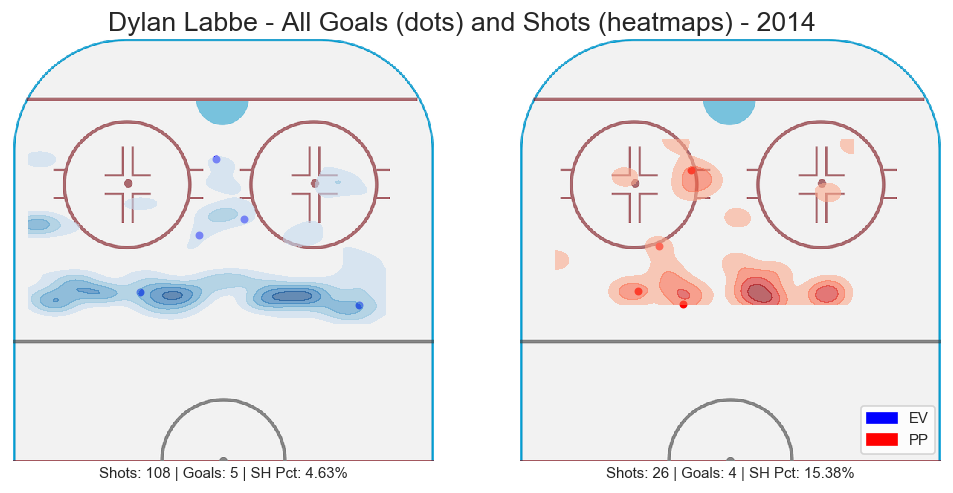 Dylan Labbe - All Goals (dots) and Shots (heatmaps) - 2014
EV
PP
Shots: 108 | Goals: 5 | SH Pct: 4.63%
Shots: 26 | Goals: 4 | SH Pct: 15.38%